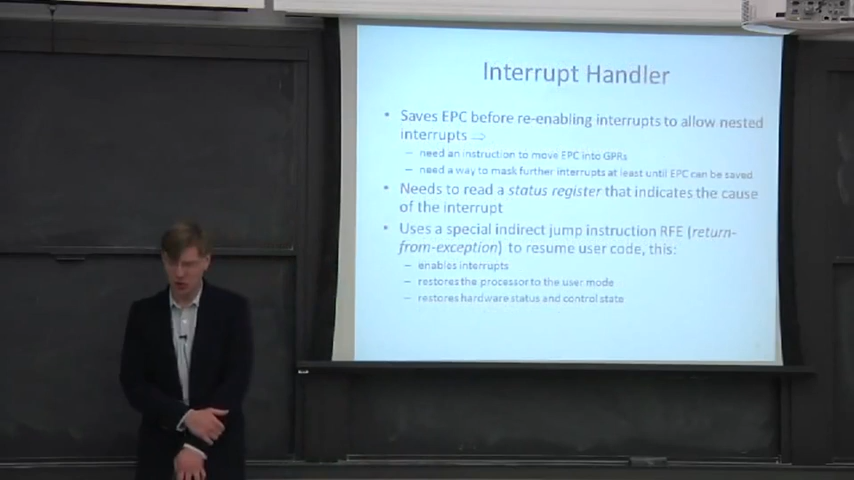 Interrupt Handler
• Saves EPC before re-enabling interrupts to allow nested
interrupts ⇒
– need an instruction to move EPC into GPRs
– need a way to mask further interrupts at least until EPC can be saved
• Needs to read a status register that indicates the cause
of the interrupt
• Uses a special indirect jump instruction RFE (return-
from-exception) to resume user code, this:
– enables interrupts
– restores the processor to the user mode
– restores hardware status and control state